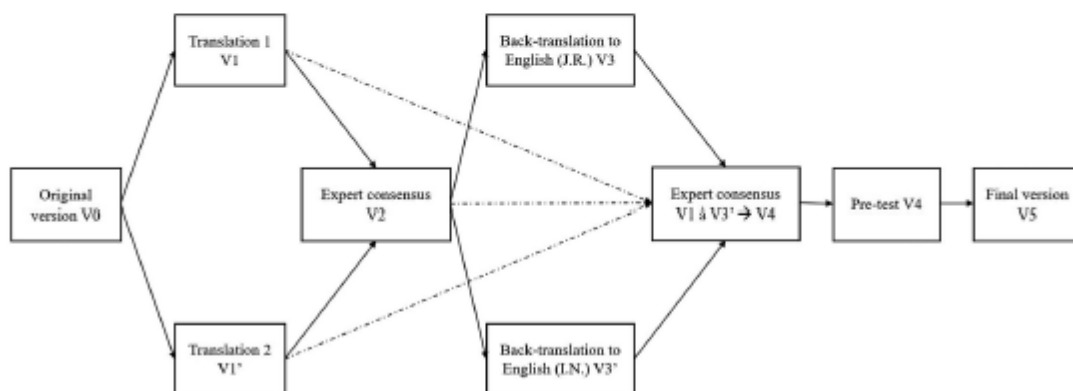 Translation 1
V1
Back-translation to
English (J.R.) V3
Original
version V0
Expert consensus
V2
Expert consensus
V1 à V3' → V4
Pre-test V4
Final version
V5
Translation 2
V1'
Back-translation to
English (I.N.) V3'